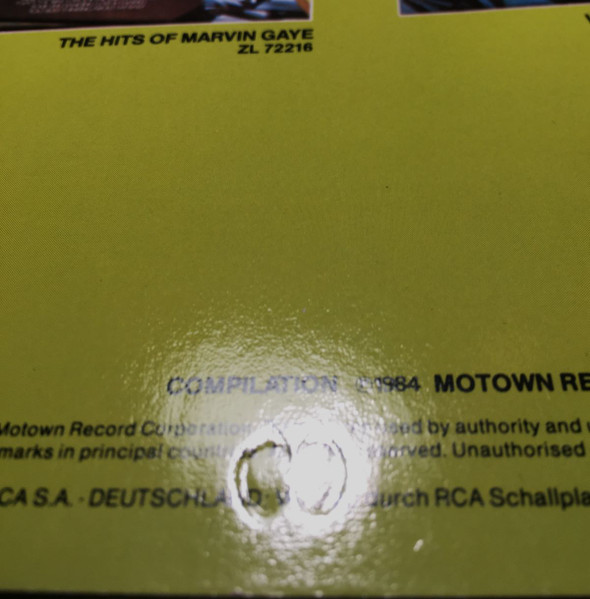 THE HITS OF MARVIN GAYE
ZL 72216
COMPILATION ©1984 MOTOWN RE
Motown Record Corporation used by authority and u
marks in principal reserved. Unauthorised
CA S.A. · DEUTSCHLAND: durch RCA Schallpla